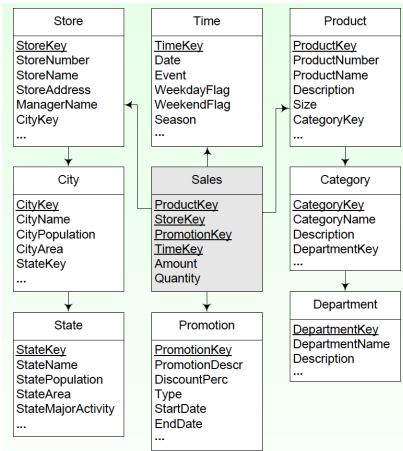 Store
StoreKey
StoreNumber
StoreName
StoreAddress
ManagerName
CityKey
...
Time
TimeKey
Date
Event
WeekdayFlag
WeekendFlag
Season
...
Product
ProductKey
ProductNumber
ProductName
Description
Size
CategoryKey
...
City
CityKey
CityName
CityPopulation
CityArea
StateKey
...
Sales
ProductKey
StoreKey
PromotionKey
TimeKey
Amount
Quantity
Category
CategoryKey
CategoryName
Description
DepartmentKey
...
State
StateKey
StateName
StatePopulation
StateArea
StateMajorActivity
...
Promotion
PromotionKey
PromotionDescr
DiscountPerc
Type
StartDate
EndDate
...
Department
DepartmentKey
DepartmentName
Description
...